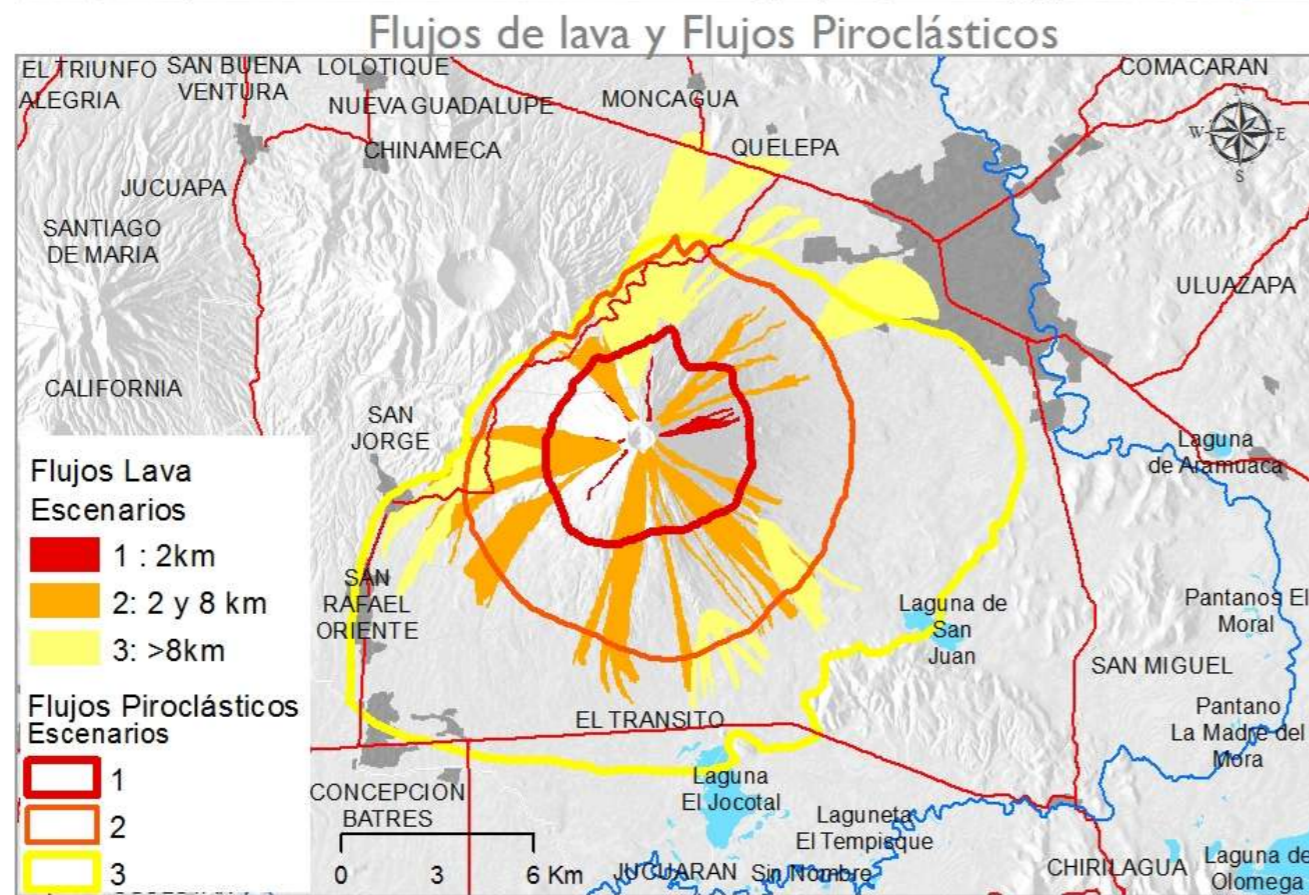 Flujos de lava y Flujos Piroclásticos
EL TRIUNFO
SAN BUENA
VENTURA
LOLOTIQUE
COMACARAN
ALEGRIA
NUEVA GUADALUPE
MONCAGUA
N
W
E
S
CHINAMECA
QUELEPA
JUCUAPA
SANTIAGO
DE MARIA
ULUAZAPA
CALIFORNIA
SAN
JORGE
Laguna
de Aramuaca
Flujos Lava
Escenarios
1 : 2km
2: 2 y 8 km
3: >8km
SAN
RAFAEL
ORIENTE
Laguna de
San
Juan
Pantanos El
Moral
SAN MIGUEL
Flujos Piroclásticos
Escenarios
1
2
3
EL TRANSITO
Pantano
La Madre del
Mora
CONCEPCION
BATRES
Laguna
El Jocotal
Laguneta
El Tempisque
0 3 6 Km
JUCUARAN
Sin Nombre
CHIRILAGUA
Laguna de
Olomega